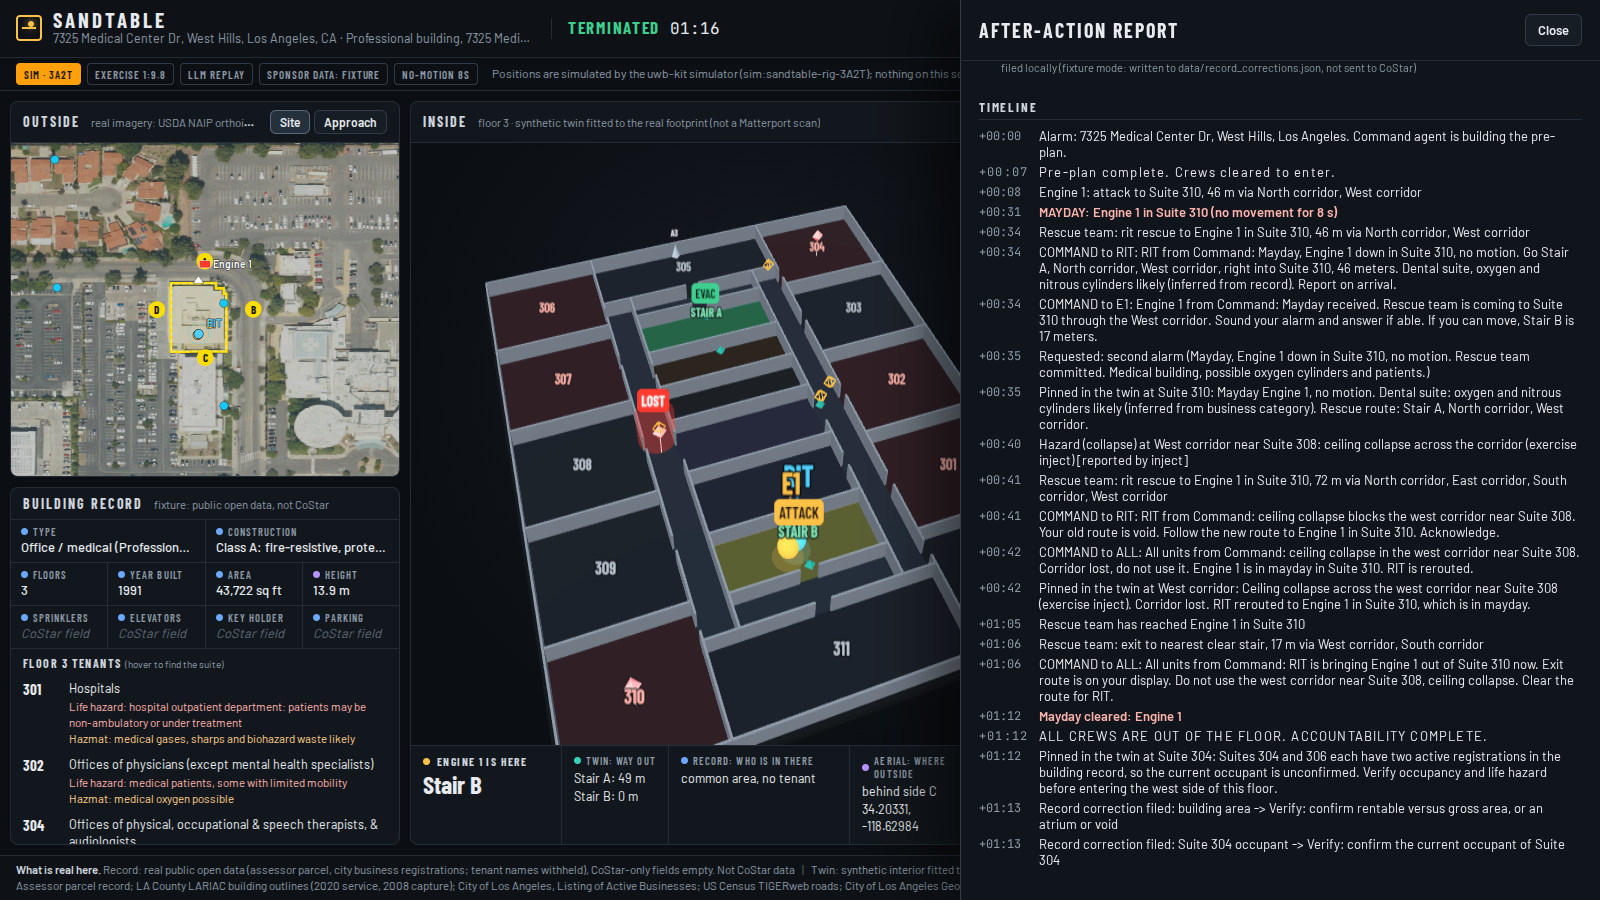 SANDTABLE
7325 Medical Center Dr, West Hills, Los Angeles, CA · Professional building, 7325 Medi...
TERMINATED 01:16
SIM · 3A2T
EXERCISE 1:9.8
LLM REPLAY
SPONSOR DATA: FIXTURE
NO-MOTION 8S
Positions are simulated by the uwb-kit simulator (sim:sandtable-rig-3A2T); nothing on this sc
OUTSIDE
real imagery: USDA NAIP orthoi...
Site
Approach
Engine 1
D
B
RIT
C
BUILDING RECORD
fixture: public open data, not CoStar
TYPE
Office / medical (Profession...
CONSTRUCTION
Class A: fire-resistive, prote...
FLOORS
3
YEAR BUILT
1991
AREA
43,722 sq ft
HEIGHT
13.9 m
SPRINKLERS
CoStar field
ELEVATORS
CoStar field
KEY HOLDER
CoStar field
PARKING
CoStar field
FLOOR 3 TENANTS (hover to find the suite)
301
Hospitals
Life hazard: hospital outpatient department: patients may be
non-ambulatory or under treatment
Hazmat: medical gases, sharps and biohazard waste likely
302
Offices of physicians (except mental health specialists)
Life hazard: medical patients, some with limited mobility
Hazmat: medical oxygen possible
304
Offices of physical, occupational & speech therapists, &
audiologists
INSIDE
floor 3 · synthetic twin fitted to the real footprint (not a Matterport scan)
A3
305
304
306
EVAC
STAIR A
303
307
302
LOST
308
301
RIT
E1
ATTACK
STAIR B
309
311
310
ENGINE 1 IS HERE
Stair B
TWIN: WAY OUT
Stair A: 49 m
Stair B: 0 m
RECORD: WHO IS IN THERE
common area, no tenant
AERIAL: WHERE
OUTSIDE
behind side C
34.20331,
-118.62984
What is real here. Record: real public open data (assessor parcel, city business registrations; tenant names withheld), CoStar-only fields empty. Not CoStar data | Twin: synthetic interior fitted t
Assessor parcel record; LA County LARIAC building outlines (2020 service, 2008 capture); City of Los Angeles, Listing of Active Businesses; US Census TIGERweb roads; City of Los Angeles Geo
AFTER-ACTION REPORT
Close
filed locally (fixture mode: written to data/record_corrections.json, not sent to CoStar)
TIMELINE
+00:00 Alarm: 7325 Medical Center Dr, West Hills, Los Angeles. Command agent is building the pre-
plan.
+00:07 Pre-plan complete. Crews cleared to enter.
+00:08 Engine 1: attack to Suite 310, 46 m via North corridor, West corridor
+00:31 MAYDAY: Engine 1 in Suite 310 (no movement for 8 s)
+00:34 Rescue team: rit rescue to Engine 1 in Suite 310, 46 m via North corridor, West corridor
+00:34 COMMAND to RIT: RIT from Command: Mayday, Engine 1 down in Suite 310, no motion. Go Stair
A, North corridor, West corridor, right into Suite 310, 46 meters. Dental suite, oxygen and
nitrous cylinders likely (inferred from record). Report on arrival.
+00:34 COMMAND to E1: Engine 1 from Command: Mayday received. Rescue team is coming to Suite
310 through the West corridor. Sound your alarm and answer if able. If you can move, Stair B is
17 meters.
+00:35 Requested: second alarm (Mayday, Engine 1 down in Suite 310, no motion. Rescue team
committed. Medical building, possible oxygen cylinders and patients.)
+00:35 Pinned in the twin at Suite 310: Mayday Engine 1, no motion. Dental suite: oxygen and nitrous
cylinders likely (inferred from business category). Rescue route: Stair A, North corridor, West
corridor.
+00:40 Hazard (collapse) at West corridor near Suite 308: ceiling collapse across the corridor (exercise
inject) [reported by inject]
+00:41 Rescue team: rit rescue to Engine 1 in Suite 310, 72 m via North corridor, East corridor, South
corridor, West corridor
+00:41 COMMAND to RIT: RIT from Command: ceiling collapse blocks the west corridor near Suite 308.
Your old route is void. Follow the new route to Engine 1 in Suite 310. Acknowledge.
+00:42 COMMAND to ALL: All units from Command: ceiling collapse in the west corridor near Suite 308.
Corridor lost, do not use it. Engine 1 is in mayday in Suite 310. RIT is rerouted.
+00:42 Pinned in the twin at West corridor: Ceiling collapse across the west corridor near Suite 308
(exercise inject). Corridor lost. RIT rerouted to Engine 1 in Suite 310, which is in mayday.
+01:05 Rescue team has reached Engine 1 in Suite 310
+01:06 Rescue team: exit to nearest clear stair, 17 m via West corridor, South corridor
+01:06 COMMAND to ALL: All units from Command: RIT is bringing Engine 1 out of Suite 310 now. Exit
route is on your display. Do not use the west corridor near Suite 308, ceiling collapse. Clear the
route for RIT.
+01:12 Mayday cleared: Engine 1
+01:12 ALL CREWS ARE OUT OF THE FLOOR. ACCOUNTABILITY COMPLETE.
+01:12 Pinned in the twin at Suite 304: Suites 304 and 306 each have two active registrations in the
building record, so the current occupant is unconfirmed. Verify occupancy and life hazard
before entering the west side of this floor.
+01:13 Record correction filed: building area -> Verify: confirm rentable versus gross area, or an
atrium or void
+01:13 Record correction filed: Suite 304 occupant -> Verify: confirm the current occupant of Suite
304